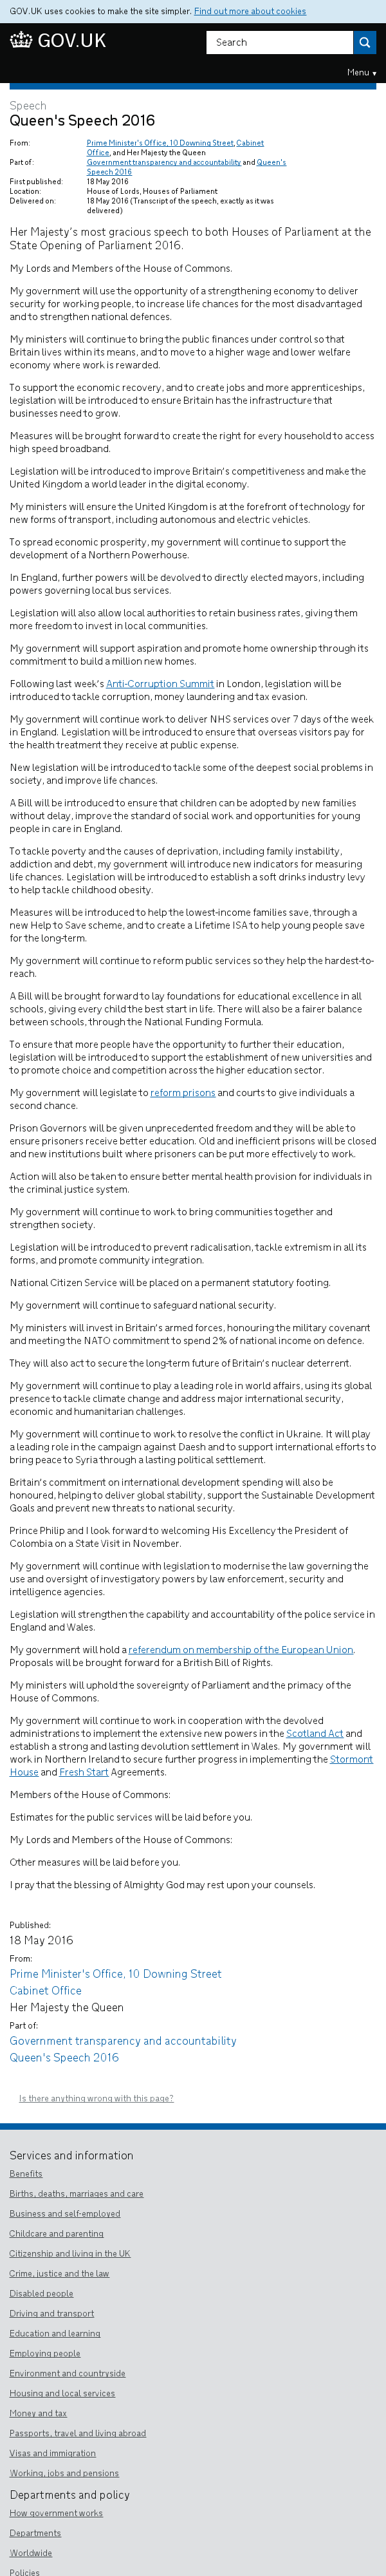 GOV.UK uses cookies to make the site simpler. Find out more about cookies
GOV.UK
Search
Menu ▾
Speech
Queen's Speech 2016
From: Prime Minister's Office, 10 Downing Street, Cabinet
Office, and Her Majesty the Queen
Part of: Government transparency and accountability and Queen's
Speech 2016
First published: 18 May 2016
Location: House of Lords, Houses of Parliament
Delivered on: 18 May 2016 (Transcript of the speech, exactly as it was
delivered)
Her Majesty's most gracious speech to both Houses of Parliament at the
State Opening of Parliament 2016.
My Lords and Members of the House of Commons.
My government will use the opportunity of a strengthening economy to deliver
security for working people, to increase life chances for the most disadvantaged
and to strengthen national defences.
My ministers will continue to bring the public finances under control so that
Britain lives within its means, and to move to a higher wage and lower welfare
economy where work is rewarded.
To support the economic recovery, and to create jobs and more apprenticeships,
legislation will be introduced to ensure Britain has the infrastructure that
businesses need to grow.
Measures will be brought forward to create the right for every household to access
high speed broadband.
Legislation will be introduced to improve Britain's competitiveness and make the
United Kingdom a world leader in the digital economy.
My ministers will ensure the United Kingdom is at the forefront of technology for
new forms of transport, including autonomous and electric vehicles.
To spread economic prosperity, my government will continue to support the
development of a Northern Powerhouse.
In England, further powers will be devolved to directly elected mayors, including
powers governing local bus services.
Legislation will also allow local authorities to retain business rates, giving them
more freedom to invest in local communities.
My government will support aspiration and promote home ownership through its
commitment to build a million new homes.
Following last week's Anti-Corruption Summit in London, legislation will be
introduced to tackle corruption, money laundering and tax evasion.
My government will continue work to deliver NHS services over 7 days of the week
in England. Legislation will be introduced to ensure that overseas visitors pay for
the health treatment they receive at public expense.
New legislation will be introduced to tackle some of the deepest social problems in
society, and improve life chances.
A Bill will be introduced to ensure that children can be adopted by new families
without delay, improve the standard of social work and opportunities for young
people in care in England.
To tackle poverty and the causes of deprivation, including family instability,
addiction and debt, my government will introduce new indicators for measuring
life chances. Legislation will be introduced to establish a soft drinks industry levy
to help tackle childhood obesity.
Measures will be introduced to help the lowest-income families save, through a
new Help to Save scheme, and to create a Lifetime ISA to help young people save
for the long-term.
My government will continue to reform public services so they help the hardest-to-
reach.
A Bill will be brought forward to lay foundations for educational excellence in all
schools, giving every child the best start in life. There will also be a fairer balance
between schools, through the National Funding Formula.
To ensure that more people have the opportunity to further their education,
legislation will be introduced to support the establishment of new universities and
to promote choice and competition across the higher education sector.
My government will legislate to reform prisons and courts to give individuals a
second chance.
Prison Governors will be given unprecedented freedom and they will be able to
ensure prisoners receive better education. Old and inefficient prisons will be closed
and new institutions built where prisoners can be put more effectively to work.
Action will also be taken to ensure better mental health provision for individuals in
the criminal justice system.
My government will continue to work to bring communities together and
strengthen society.
Legislation will be introduced to prevent radicalisation, tackle extremism in all its
forms, and promote community integration.
National Citizen Service will be placed on a permanent statutory footing.
My government will continue to safeguard national security.
My ministers will invest in Britain's armed forces, honouring the military covenant
and meeting the NATO commitment to spend 2% of national income on defence.
They will also act to secure the long-term future of Britain's nuclear deterrent.
My government will continue to play a leading role in world affairs, using its global
presence to tackle climate change and address major international security,
economic and humanitarian challenges.
My government will continue to work to resolve the conflict in Ukraine. It will play
a leading role in the campaign against Daesh and to support international efforts to
bring peace to Syria through a lasting political settlement.
Britain's commitment on international development spending will also be
honoured, helping to deliver global stability, support the Sustainable Development
Goals and prevent new threats to national security.
Prince Philip and I look forward to welcoming His Excellency the President of
Colombia on a State Visit in November.
My government will continue with legislation to modernise the law governing the
use and oversight of investigatory powers by law enforcement, security and
intelligence agencies.
Legislation will strengthen the capability and accountability of the police service in
England and Wales.
My government will hold a referendum on membership of the European Union.
Proposals will be brought forward for a British Bill of Rights.
My ministers will uphold the sovereignty of Parliament and the primacy of the
House of Commons.
My government will continue to work in cooperation with the devolved
administrations to implement the extensive new powers in the Scotland Act and
establish a strong and lasting devolution settlement in Wales. My government will
work in Northern Ireland to secure further progress in implementing the Stormont
House and Fresh Start Agreements.
Members of the House of Commons:
Estimates for the public services will be laid before you.
My Lords and Members of the House of Commons:
Other measures will be laid before you.
I pray that the blessing of Almighty God may rest upon your counsels.
Published:
18 May 2016
From:
Prime Minister's Office, 10 Downing Street
Cabinet Office
Her Majesty the Queen
Part of:
Government transparency and accountability
Queen's Speech 2016
Is there anything wrong with this page?
Services and information
Benefits
Births, deaths, marriages and care
Business and self-employed
Childcare and parenting
Citizenship and living in the UK
Crime, justice and the law
Disabled people
Driving and transport
Education and learning
Employing people
Environment and countryside
Housing and local services
Money and tax
Passports, travel and living abroad
Visas and immigration
Working, jobs and pensions
Departments and policy
How government works
Departments
Worldwide
Policies